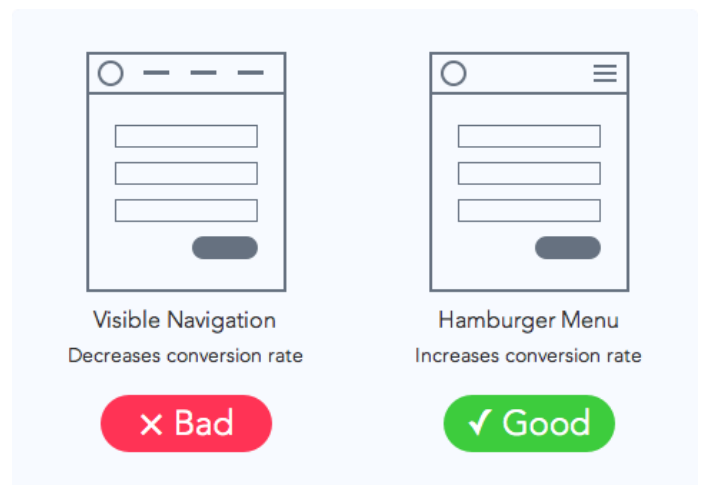 Visible Navigation
Decreases conversion rate
✕ Bad
Hamburger Menu
Increases conversion rate
✓ Good